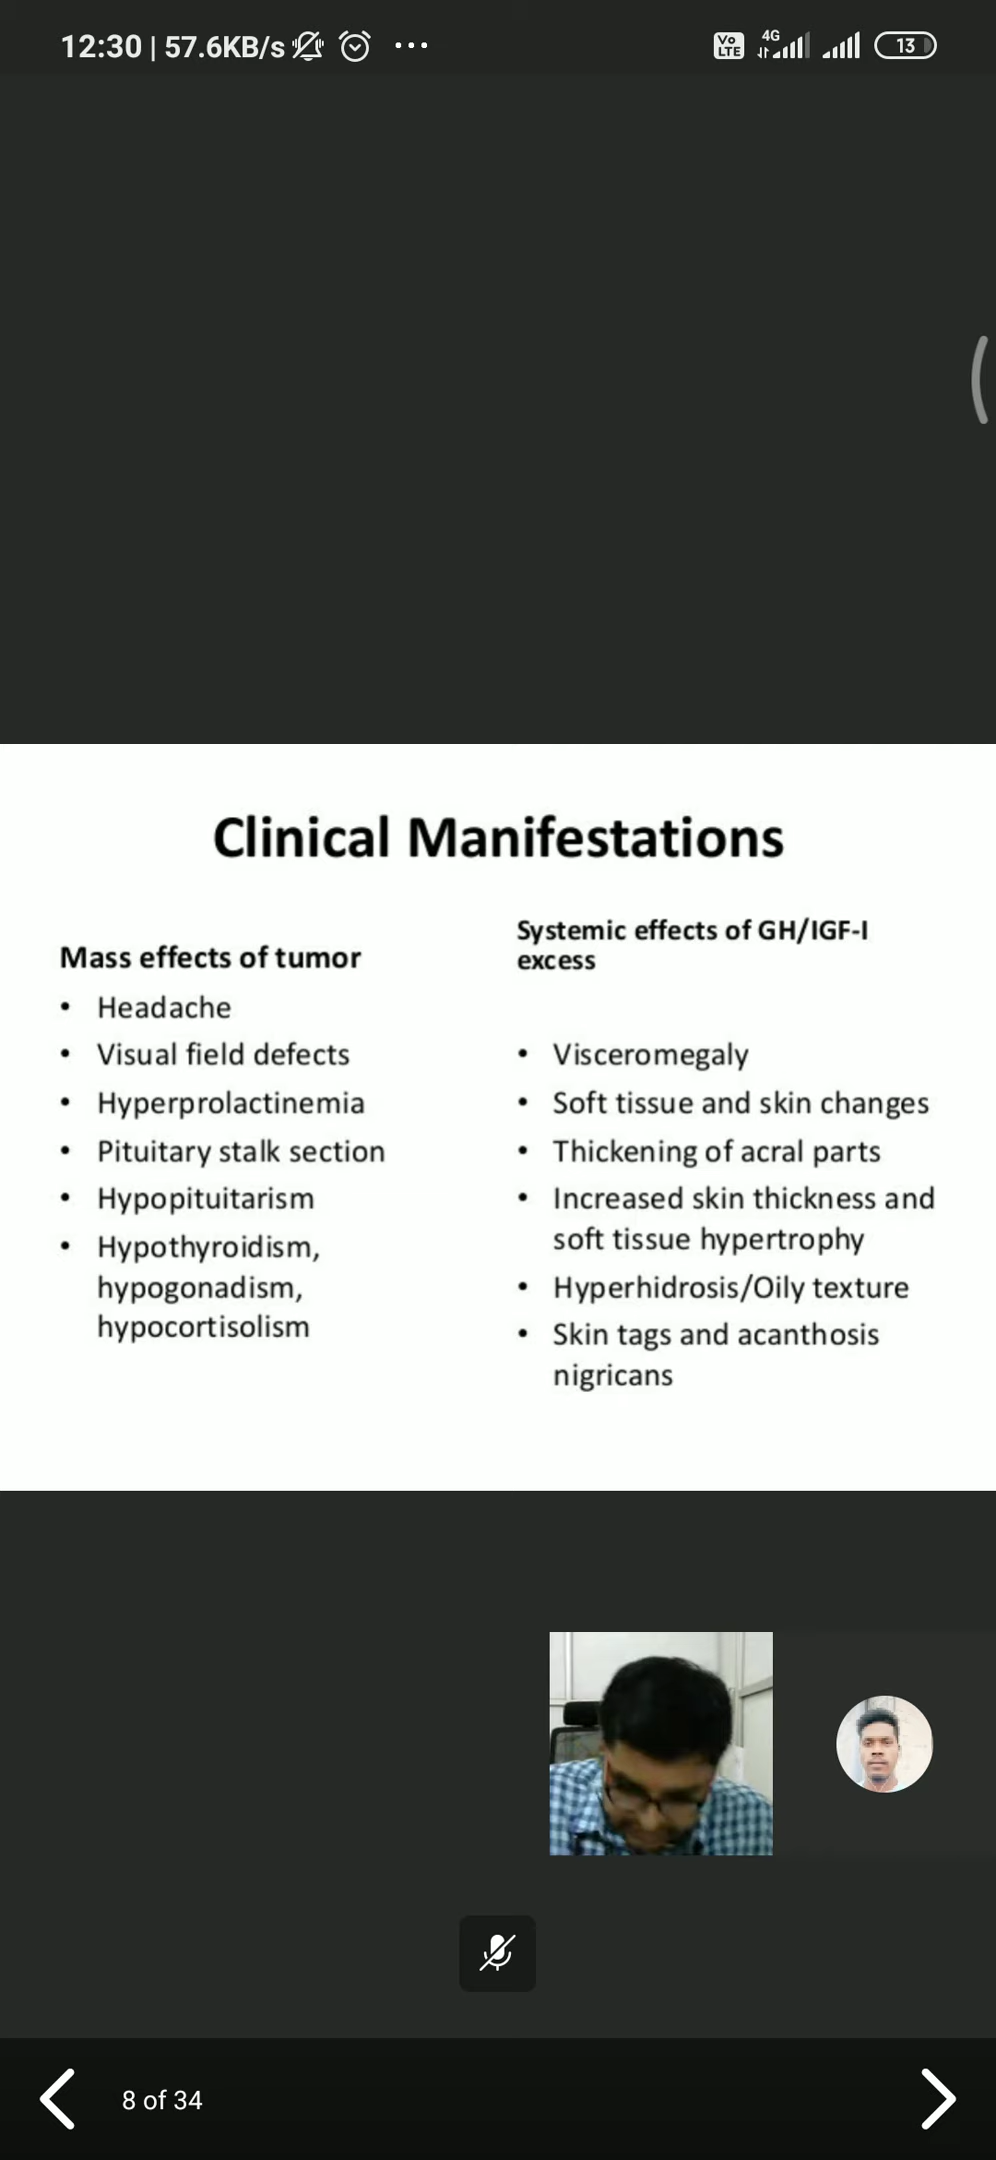 12:30 | 57.6KB/s
Vo
LTE
4G
13
Clinical Manifestations
Mass effects of tumor
• Headache
• Visual field defects
• Hyperprolactinemia
• Pituitary stalk section
• Hypopituitarism
• Hypothyroidism,
hypogonadism,
hypocortisolism
Systemic effects of GH/IGF-I
excess
• Visceromegaly
• Soft tissue and skin changes
• Thickening of acral parts
• Increased skin thickness and
soft tissue hypertrophy
• Hyperhidrosis/Oily texture
• Skin tags and acanthosis
nigricans
8 of 34